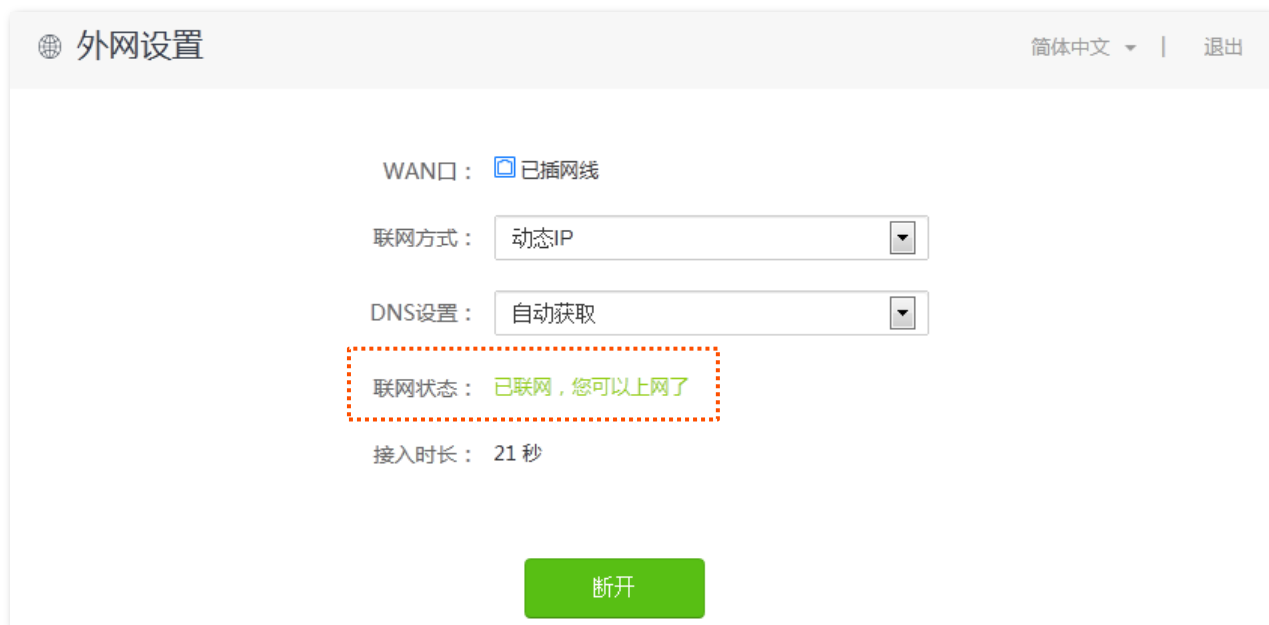 外网设置
简体中文 | 退出
WAN口： 已插网线
联网方式： 动态IP
DNS设置： 自动获取
联网状态： 已联网，您可以上网了
接入时长： 21 秒
断开